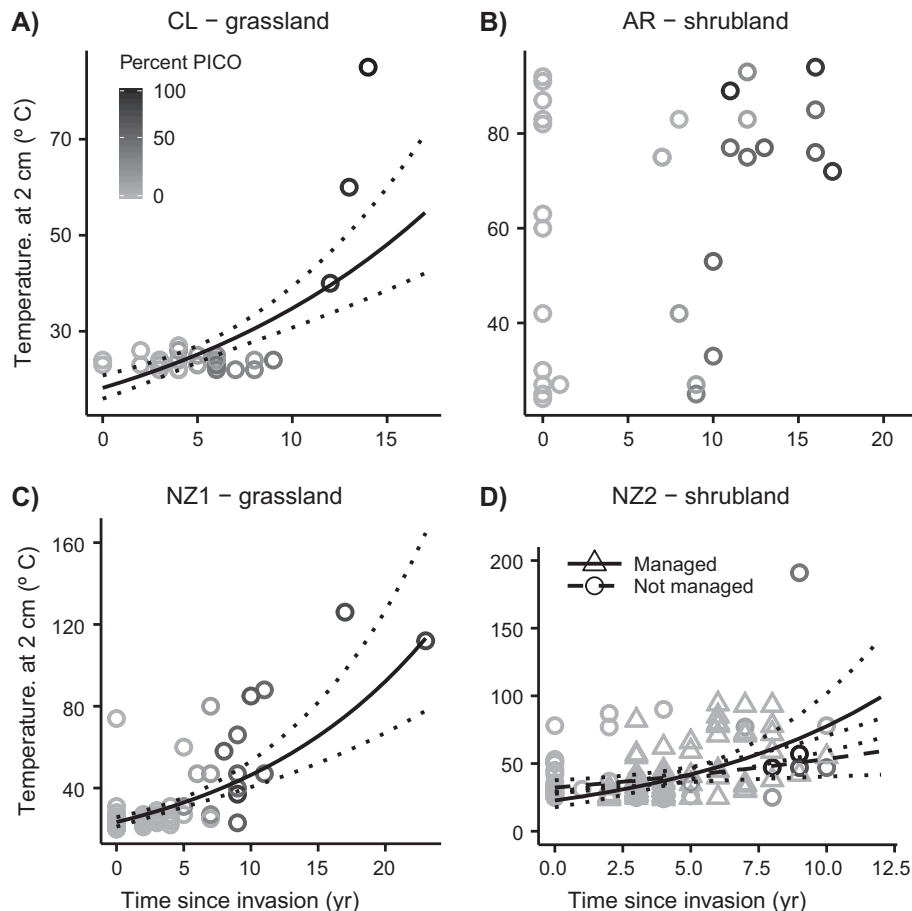 A) CL − grassland
Percent PICO
100
50
0
Temperature. at 2 cm (º C)
70
50
30
0 5 10 15
B) AR − shrubland
80
60
40
0 5 10 15 20
C) NZ1 − grassland
Temperature. at 2 cm (º C)
160
120
80
40
0 5 10 15 20
Time since invasion (yr)
D) NZ2 − shrubland
Managed
Not managed
200
150
100
50
0
0.0 2.5 5.0 7.5 10.0 12.5
Time since invasion (yr)